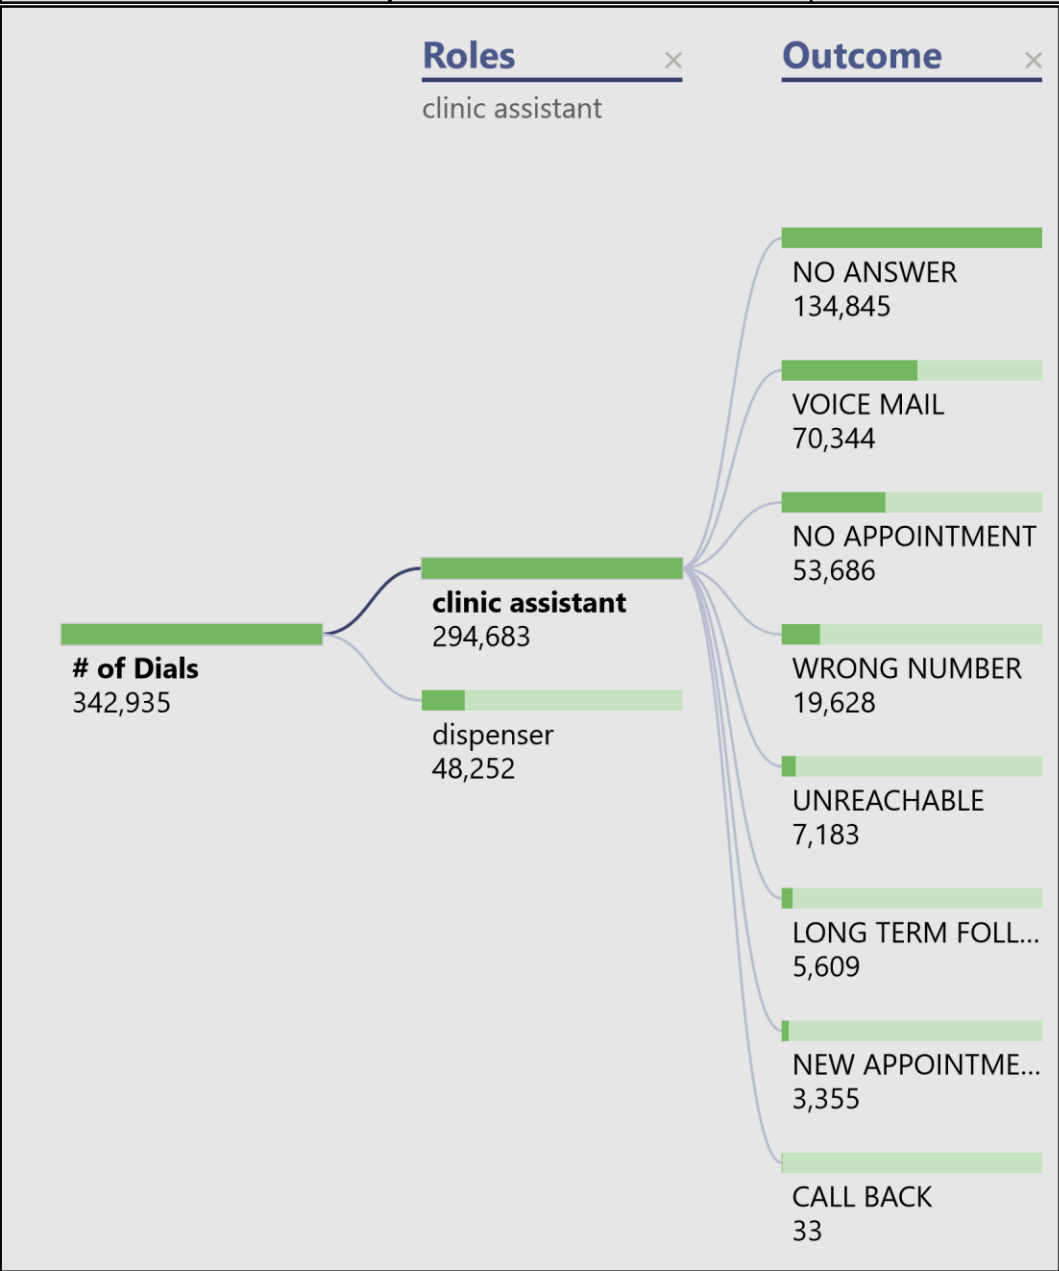 Roles
Outcome
clinic assistant
NO ANSWER
134,845
VOICE MAIL
70,344
NO APPOINTMENT
53,686
clinic assistant
294,683
# of Dials
342,935
WRONG NUMBER
19,628
dispenser
48,252
UNREACHABLE
7,183
LONG TERM FOLL...
5,609
NEW APPOINTME...
3,355
CALL BACK
33